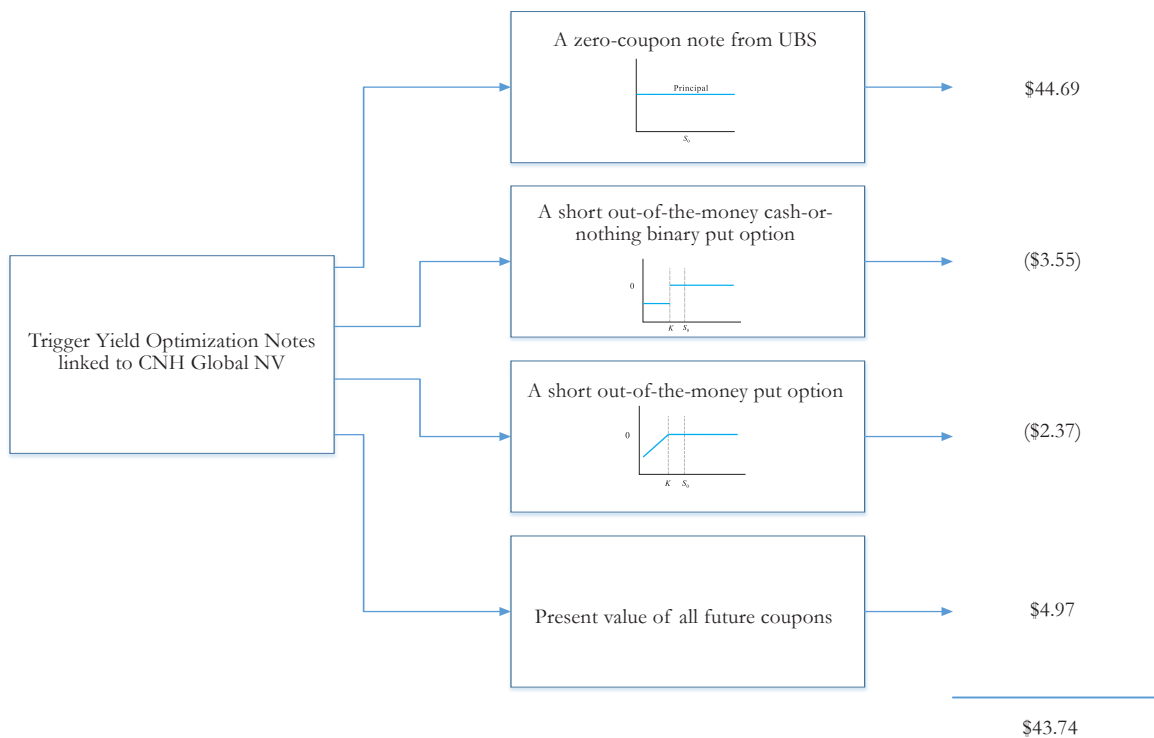 A zero-coupon note from UBS
Principal
S₀
$44.69
A short out-of-the-money cash-or-
nothing binary put option
0
K
S₀
($3.55)
Trigger Yield Optimization Notes
linked to CNH Global NV
A short out-of-the-money put option
0
K
S₀
($2.37)
Present value of all future coupons
$4.97
$43.74